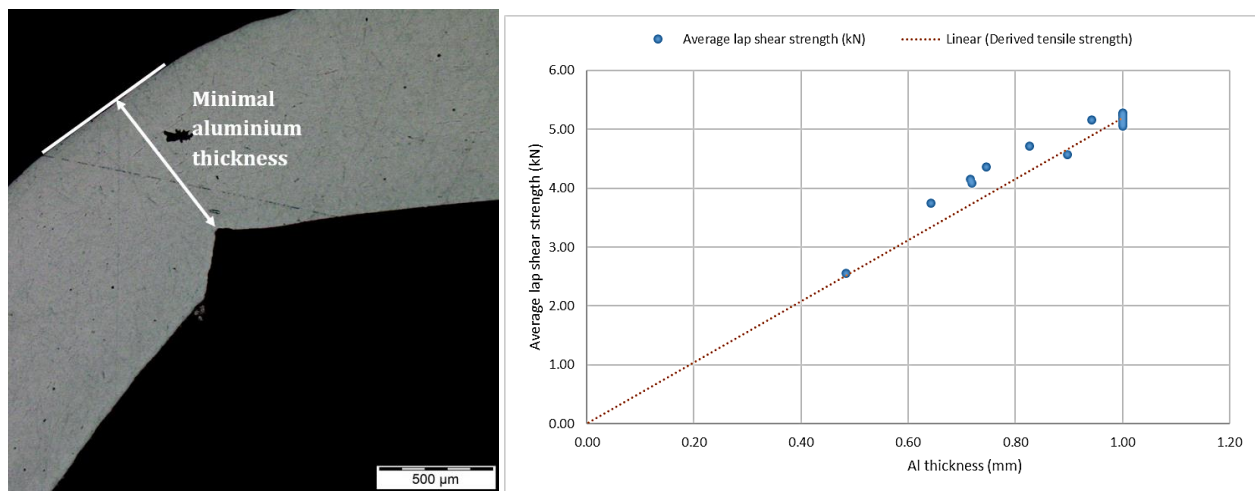 Minimal
aluminium
thickness
500 µm
Average lap shear strength (kN)
Linear (Derived tensile strength)
Average lap shear strength (kN)
6.00
5.00
4.00
3.00
2.00
1.00
0.00
0.00 0.20 0.40 0.60 0.80 1.00 1.20
Al thickness (mm)